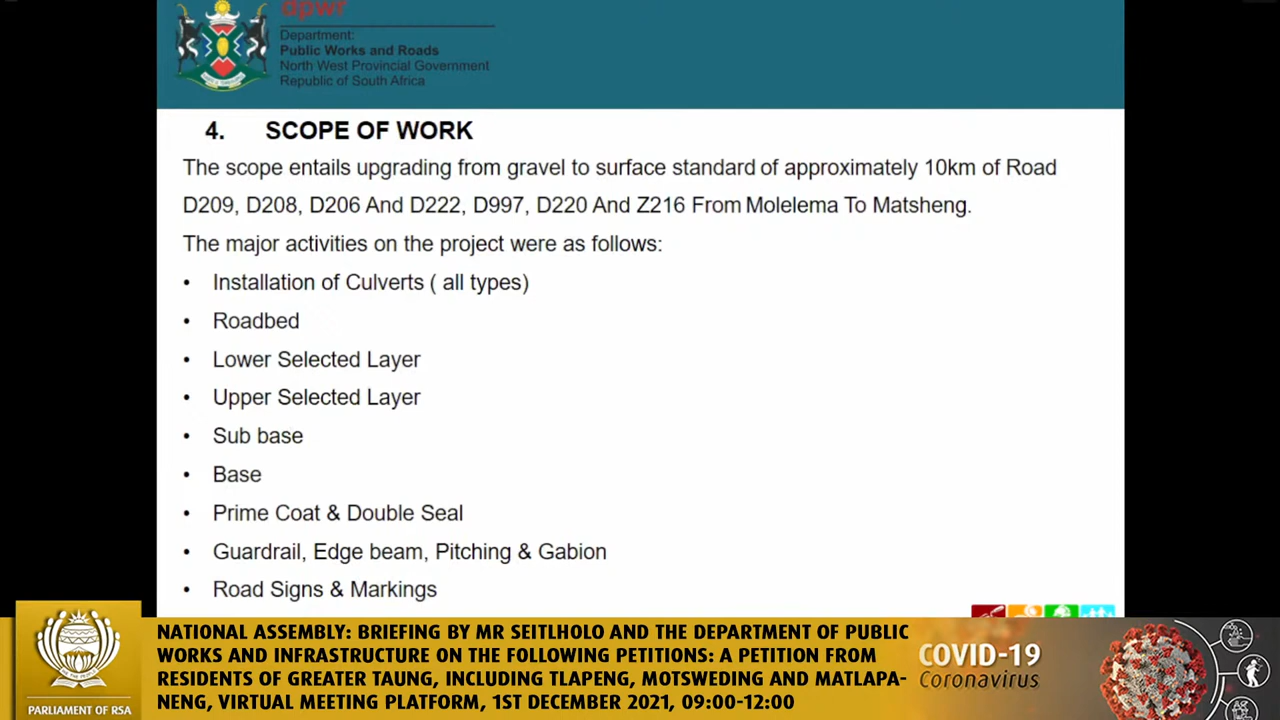 dpwr
Department:
Public Works and Roads
North West Provincial Government
Republic of South Africa
4. SCOPE OF WORK
The scope entails upgrading from gravel to surface standard of approximately 10km of Road
D209, D208, D206 And D222, D997, D220 And Z216 From Molelema To Matsheng.
The major activities on the project were as follows:
• Installation of Culverts ( all types)
• Roadbed
• Lower Selected Layer
• Upper Selected Layer
• Sub base
• Base
• Prime Coat & Double Seal
• Guardrail, Edge beam, Pitching & Gabion
• Road Signs & Markings
NATIONAL ASSEMBLY: BRIEFING BY MR SEITLHOLO AND THE DEPARTMENT OF PUBLIC
WORKS AND INFRASTRUCTURE ON THE FOLLOWING PETITIONS: A PETITION FROM
RESIDENTS OF GREATER TAUNG, INCLUDING TLAPENG, MOTSWEDING AND MATLAPA-
NENG, VIRTUAL MEETING PLATFORM, 1ST DECEMBER 2021, 09:00-12:00
PARLIAMENT OF RSA
COVID-19
Coronavirus